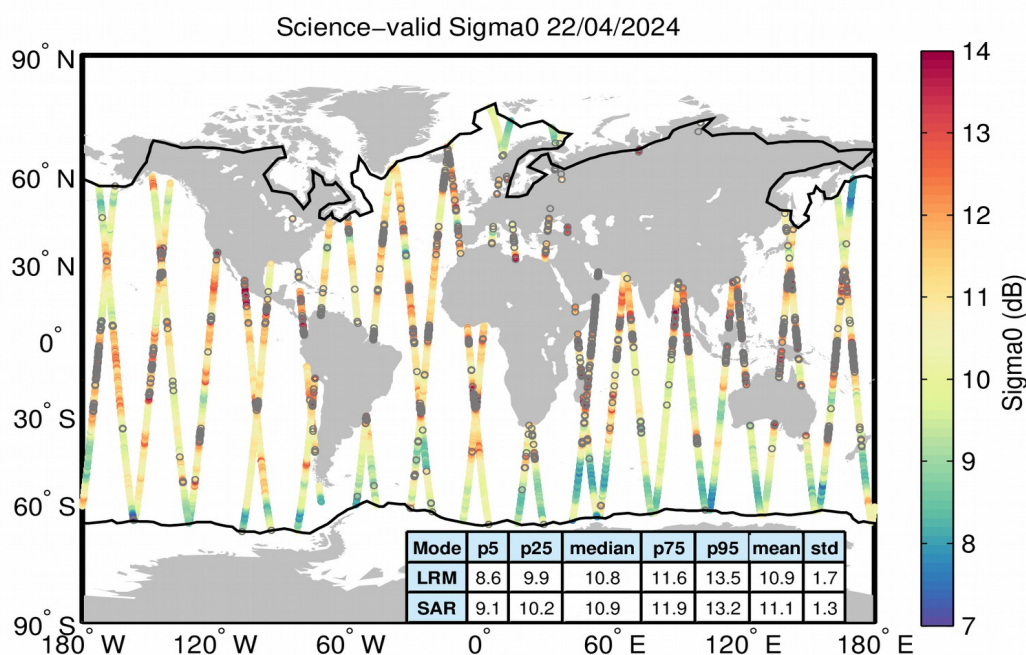 Science−valid Sigma0 22/04/2024
90° N
60° N
30° N
0°
30° S
60° S
90° S
180° W
120° W
60° W
0°
60° E
120° E
180° E
Mode p5 p25 median p75 p95 mean std
LRM 8.6 9.9 10.8 11.6 13.5 10.9 1.7
SAR 9.1 10.2 10.9 11.9 13.2 11.1 1.3
14
13
12
11
10
9
8
7
Sigma0 (dB)